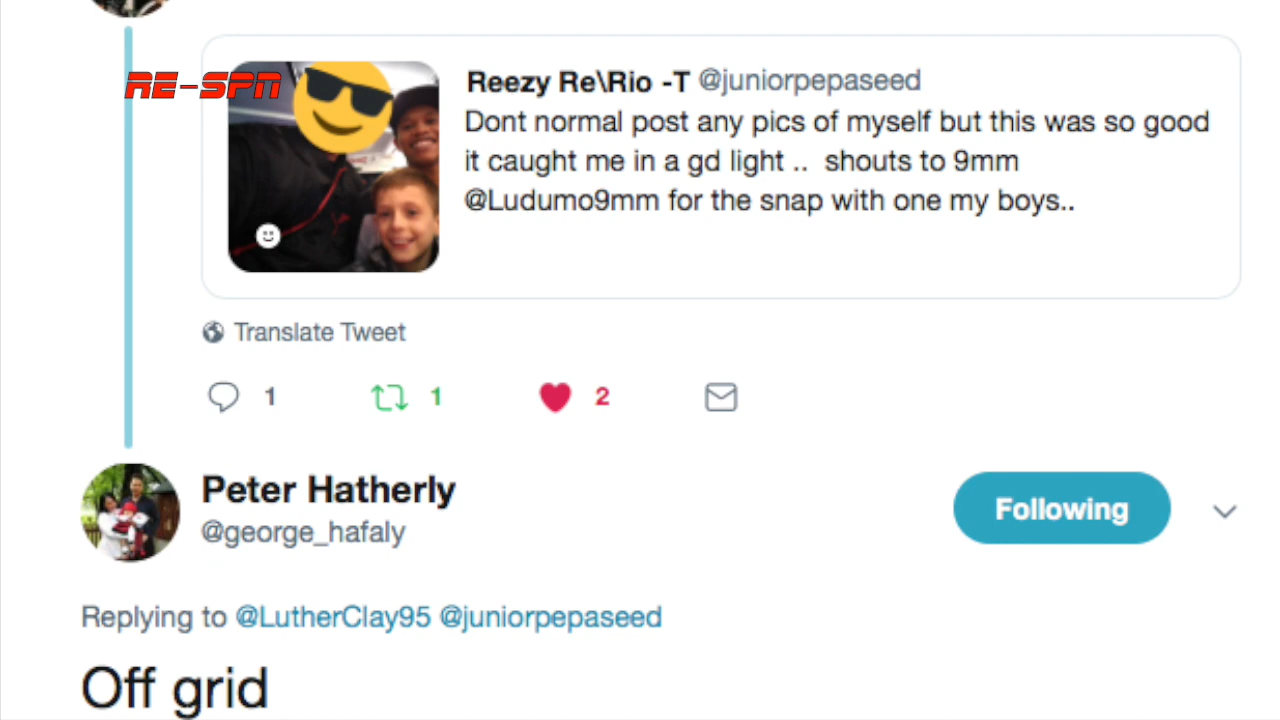 RE-SPN
Reezy Re\Rio -T @juniorpepaseed
Dont normal post any pics of myself but this was so good
it caught me in a gd light ..  shouts to 9mm
@Ludumo9mm for the snap with one my boys..
Translate Tweet
1 1 2
Peter Hatherly
@george_hafaly
Following
Replying to @LutherClay95 @juniorpepaseed
Off grid